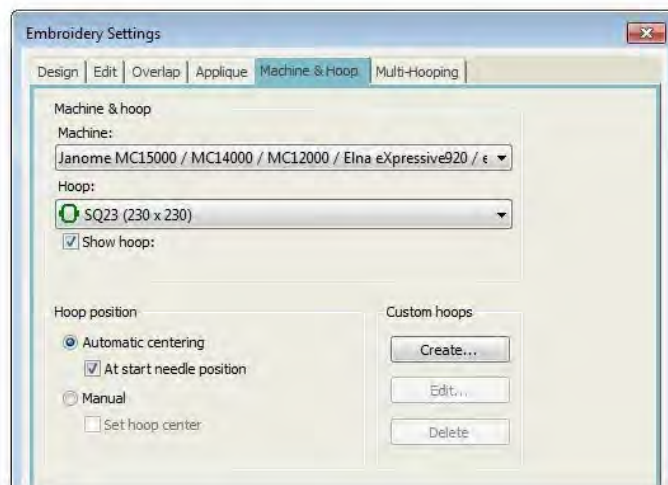 Embroidery Settings
Design Edit Overlap Applique Machine & Hoop Multi-Hooping
Machine & hoop
Machine:
Janome MC15000 / MC14000 / MC12000 / Elna eXpressive920 / e
Hoop:
SQ23 (230 x 230)
Show hoop:
Hoop position
Automatic centering
At start needle position
Manual
Set hoop center
Custom hoops
Create...
Edit...
Delete